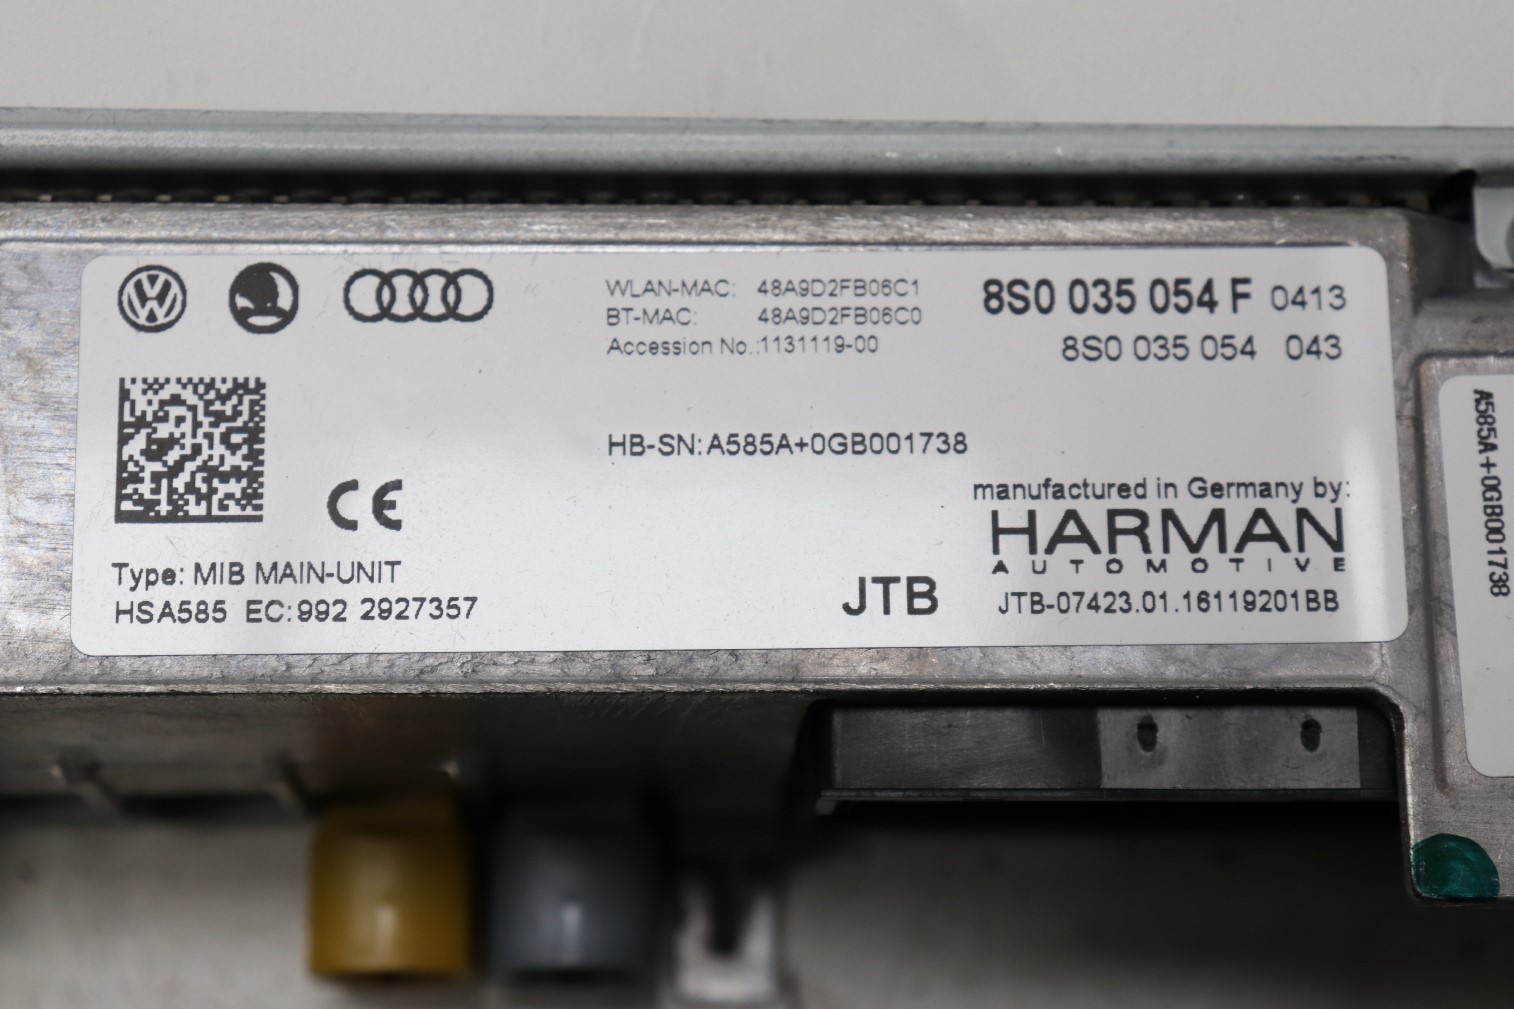 WLAN-MAC: 48A9D2FB06C1
BT-MAC: 48A9D2FB06C0
Accession No.:1131119-00
8S0 035 054 F 0413
8S0 035 054 043
HB-SN:A585A+0GB001738
CE
manufactured in Germany by:
HARMAN
AUTOMOTIVE
Type: MIB MAIN-UNIT
HSA585 EC:992 2927357
JTB
JTB-07423.01.16119201BB
A585A+0GB001738